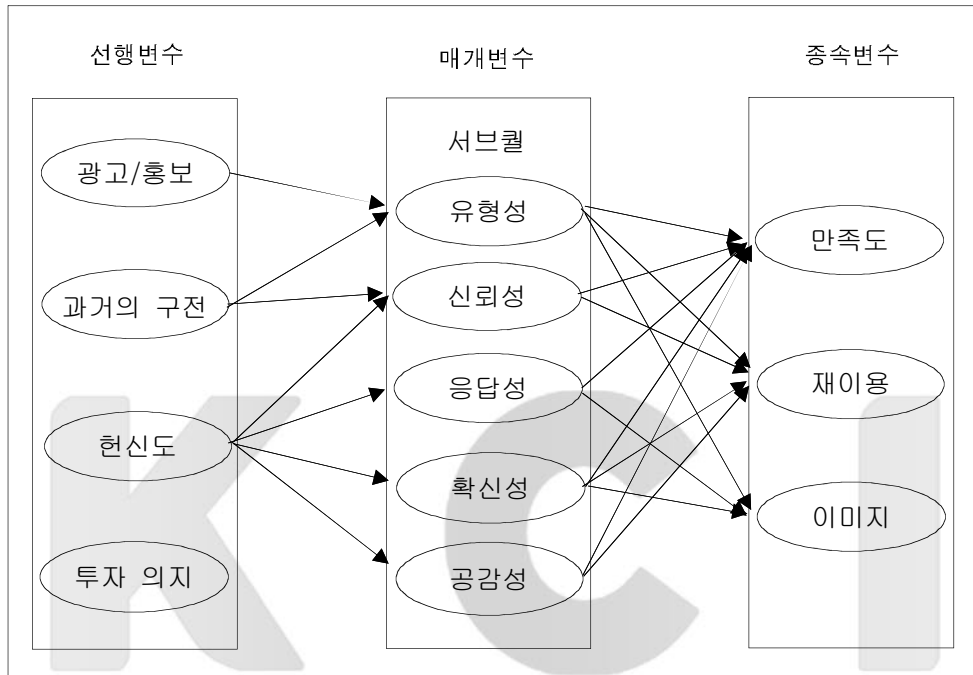 선행변수
매개변수
종속변수
광고/홍보
과거의 구전
헌신도
투자 의지
서브퀄
유형성
신뢰성
응답성
확신성
공감성
만족도
재이용
이미지
KCI